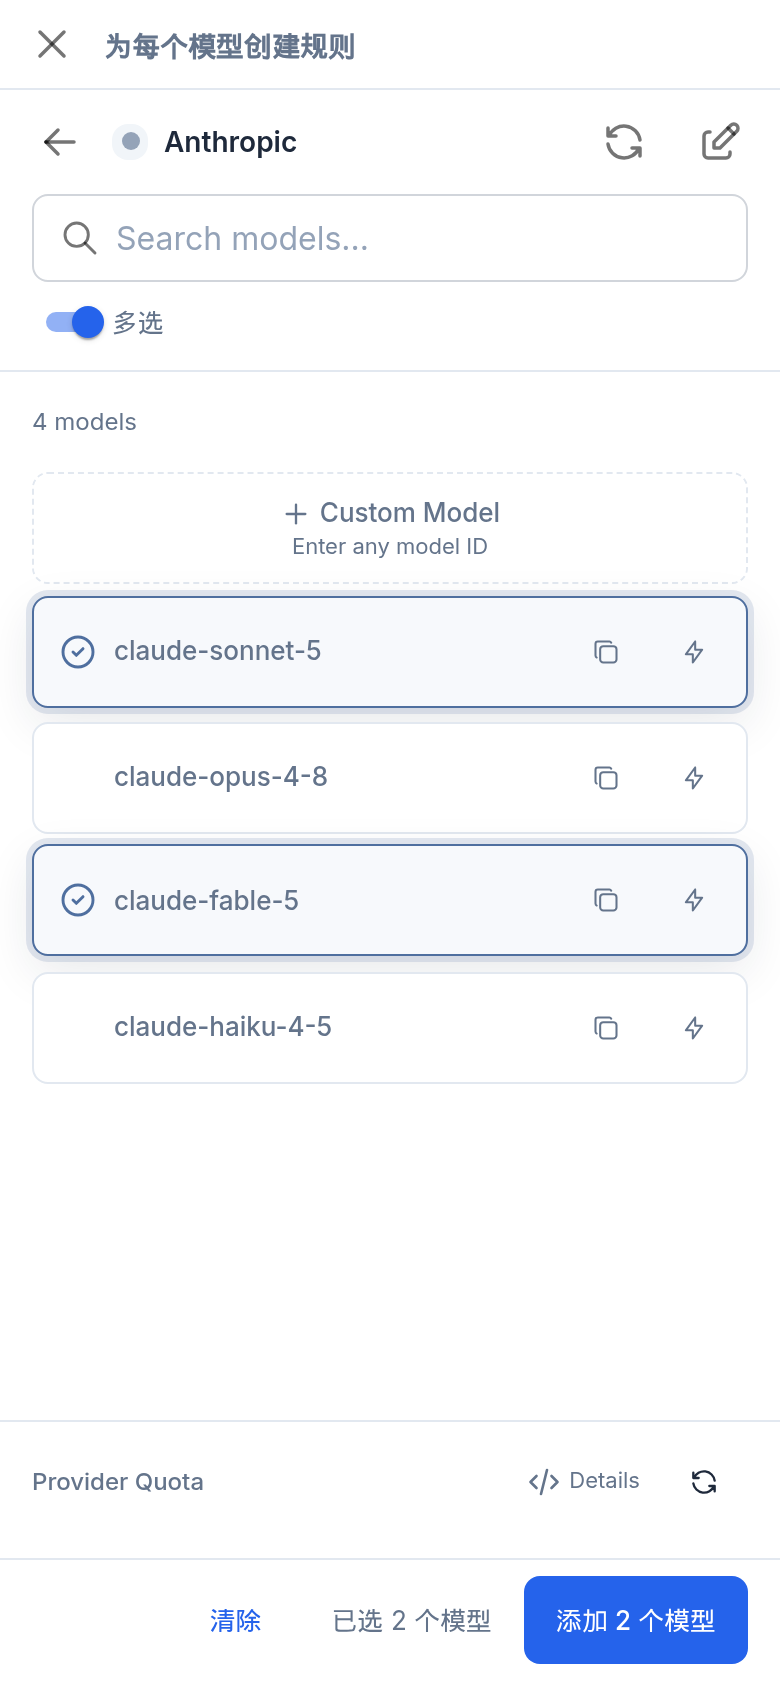 为每个模型创建规则
Anthropic
Search models...
多选
4 models
Custom Model
Enter any model ID
claude-sonnet-5
claude-opus-4-8
claude-fable-5
claude-haiku-4-5
Provider Quota
Details
清除
已选 2 个模型
添加 2 个模型